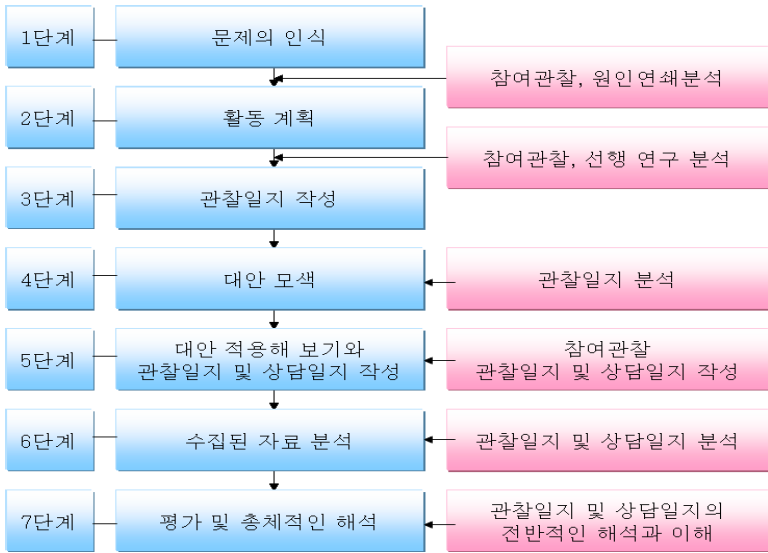 1단계
문제의 인식
참여관찰, 원인연쇄분석
2단계
활동 계획
참여관찰, 선행 연구 분석
3단계
관찰일지 작성
4단계
대안 모색
관찰일지 분석
5단계
대안 적용해 보기와
관찰일지 및 상담일지 작성
참여관찰
관찰일지 및 상담일지 작성
6단계
수집된 자료 분석
관찰일지 및 상담일지 분석
7단계
평가 및 총체적인 해석
관찰일지 및 상담일지의
전반적인 해석과 이해